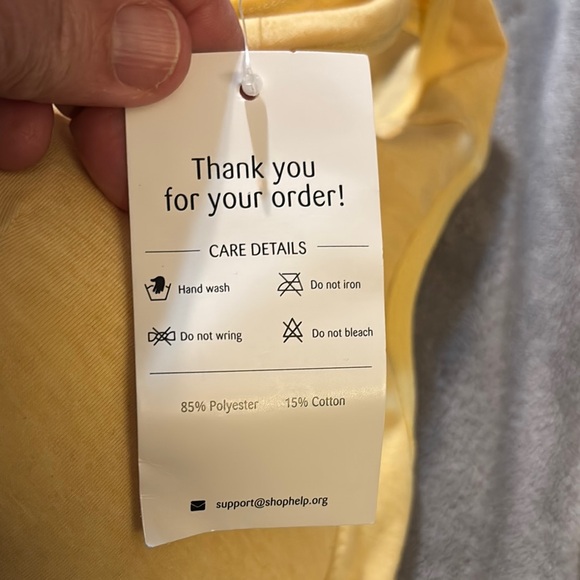 Thank you
for your order!
CARE DETAILS
Hand wash
Do not iron
Do not wring
Do not bleach
85% Polyester 15% Cotton
support@shophelp.org